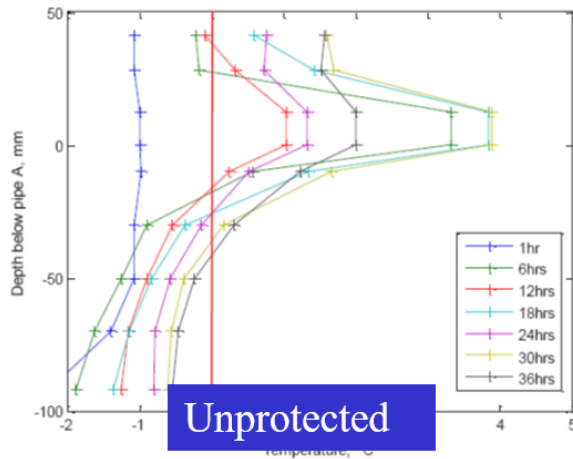 50
0
-50
-100
Depth below pipe A, mm
1hr
6hrs
12hrs
18hrs
24hrs
30hrs
36hrs
-2
-1
4
5
Unprotected
Temperature, °C